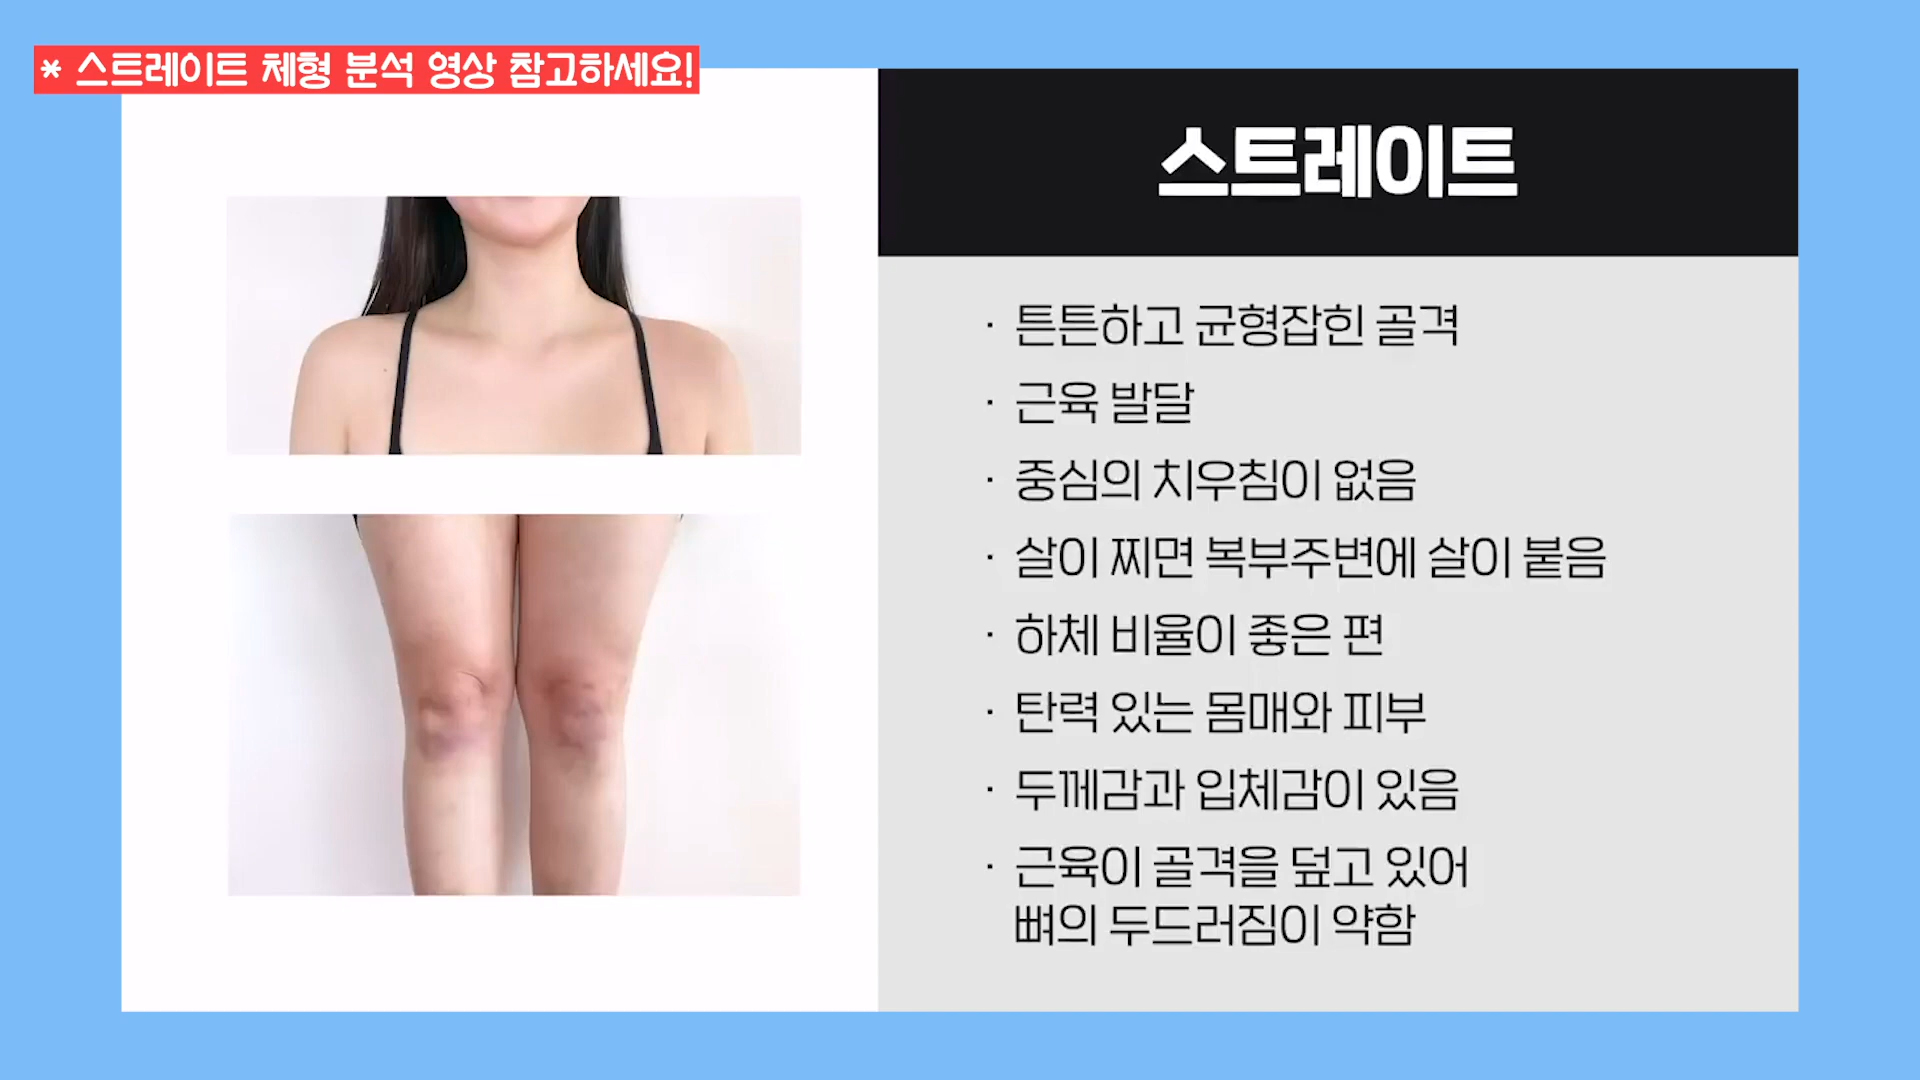 * 스트레이트 체형 분석 영상 참고하세요!
스트레이트
· 튼튼하고 균형잡힌 골격
· 근육 발달
· 중심의 치우침이 없음
· 살이 찌면 복부주변에 살이 붙음
· 하체 비율이 좋은 편
· 탄력 있는 몸매와 피부
· 두께감과 입체감이 있음
· 근육이 골격을 덮고 있어
뼈의 두드러짐이 약함